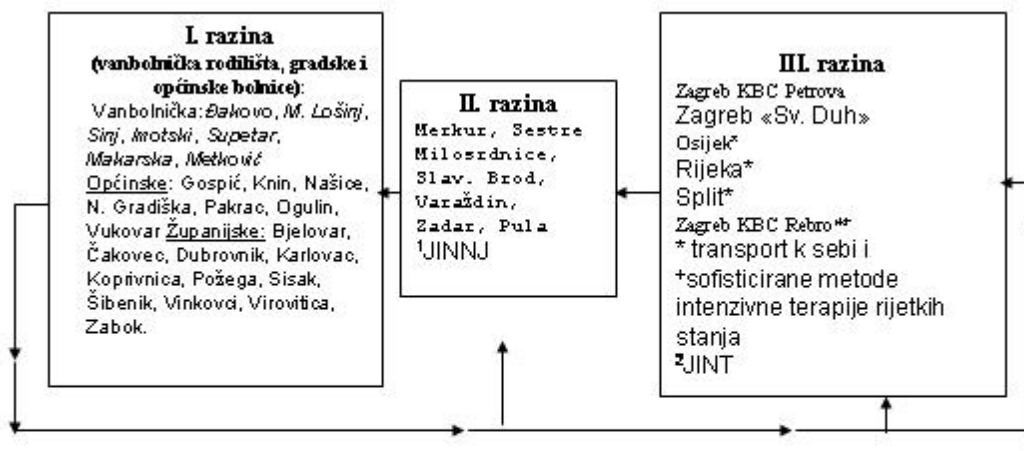 I. razina
(vanbolnička rodilišta, gradske i
općinske bolnice):
Vanbolnička: Đakovo, M. Lošinj,
Sinj, Imotski, Supetar,
Makarska, Metković
Općinske: Gospić, Knin, Našice,
N. Gradiška, Pakrac, Ogulin,
Vukovar Županijske: Bjelovar,
Čakovec, Dubrovnik, Karlovac,
Koprivnica, Požega, Sisak,
Šibenik, Vinkovci, Virovitica,
Zabok.
II. razina
Merkur, Sestre
Milosrdnice,
Slav. Brod,
Varaždin,
Zadar, Pula
¹JINNJ
III. razina
Zagreb KBC Petrova
Zagreb «Sv. Duh»
Osijek*
Rijeka*
Split*
Zagreb KBC Rebro*+
* transport k sebi i
+sofisticirane metode
intenzivne terapije rijetkih
stanja
²JINT